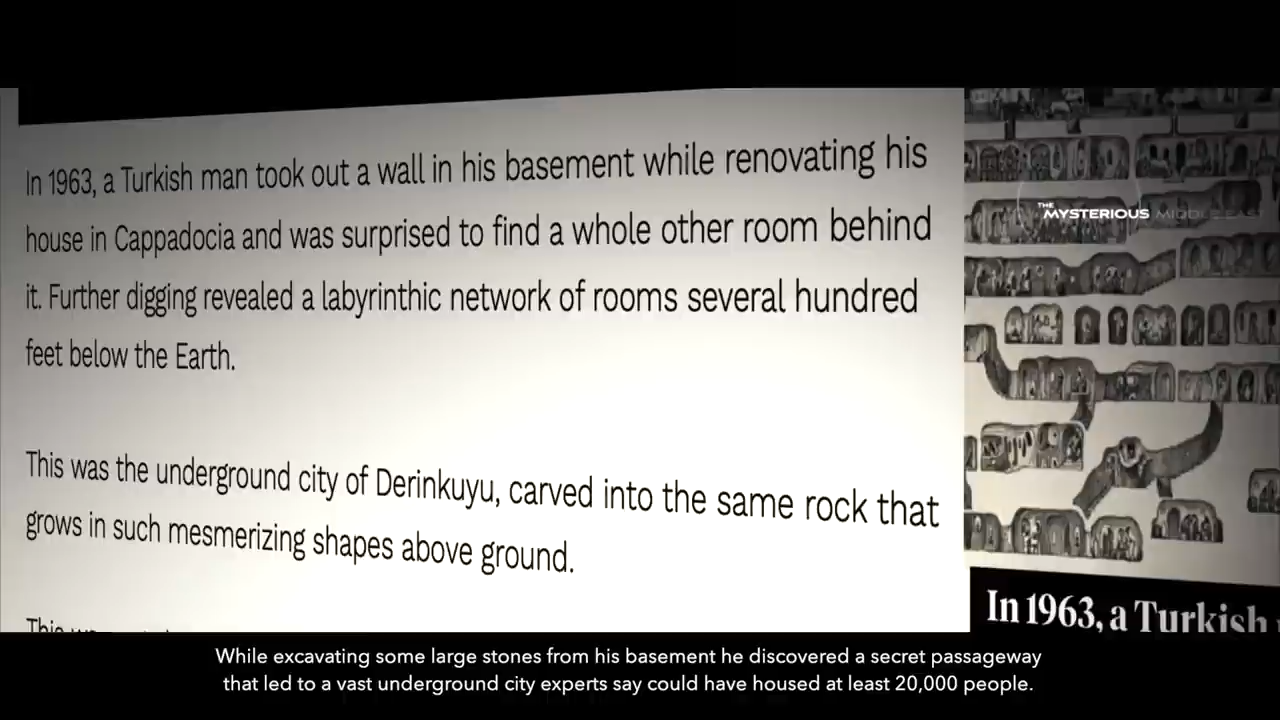 In 1963, a Turkish man took out a wall in his basement while renovating his
house in Cappadocia and was surprised to find a whole other room behind
it. Further digging revealed a labyrinthic network of rooms several hundred
feet below the Earth.
This was the underground city of Derinkuyu, carved into the same rock that
grows in such mesmerizing shapes above ground.
THE
MYSTERIOUS MIDDLE EAST
In 1963, a Turkish
While excavating some large stones from his basement he discovered a secret passageway
that led to a vast underground city experts say could have housed at least 20,000 people.